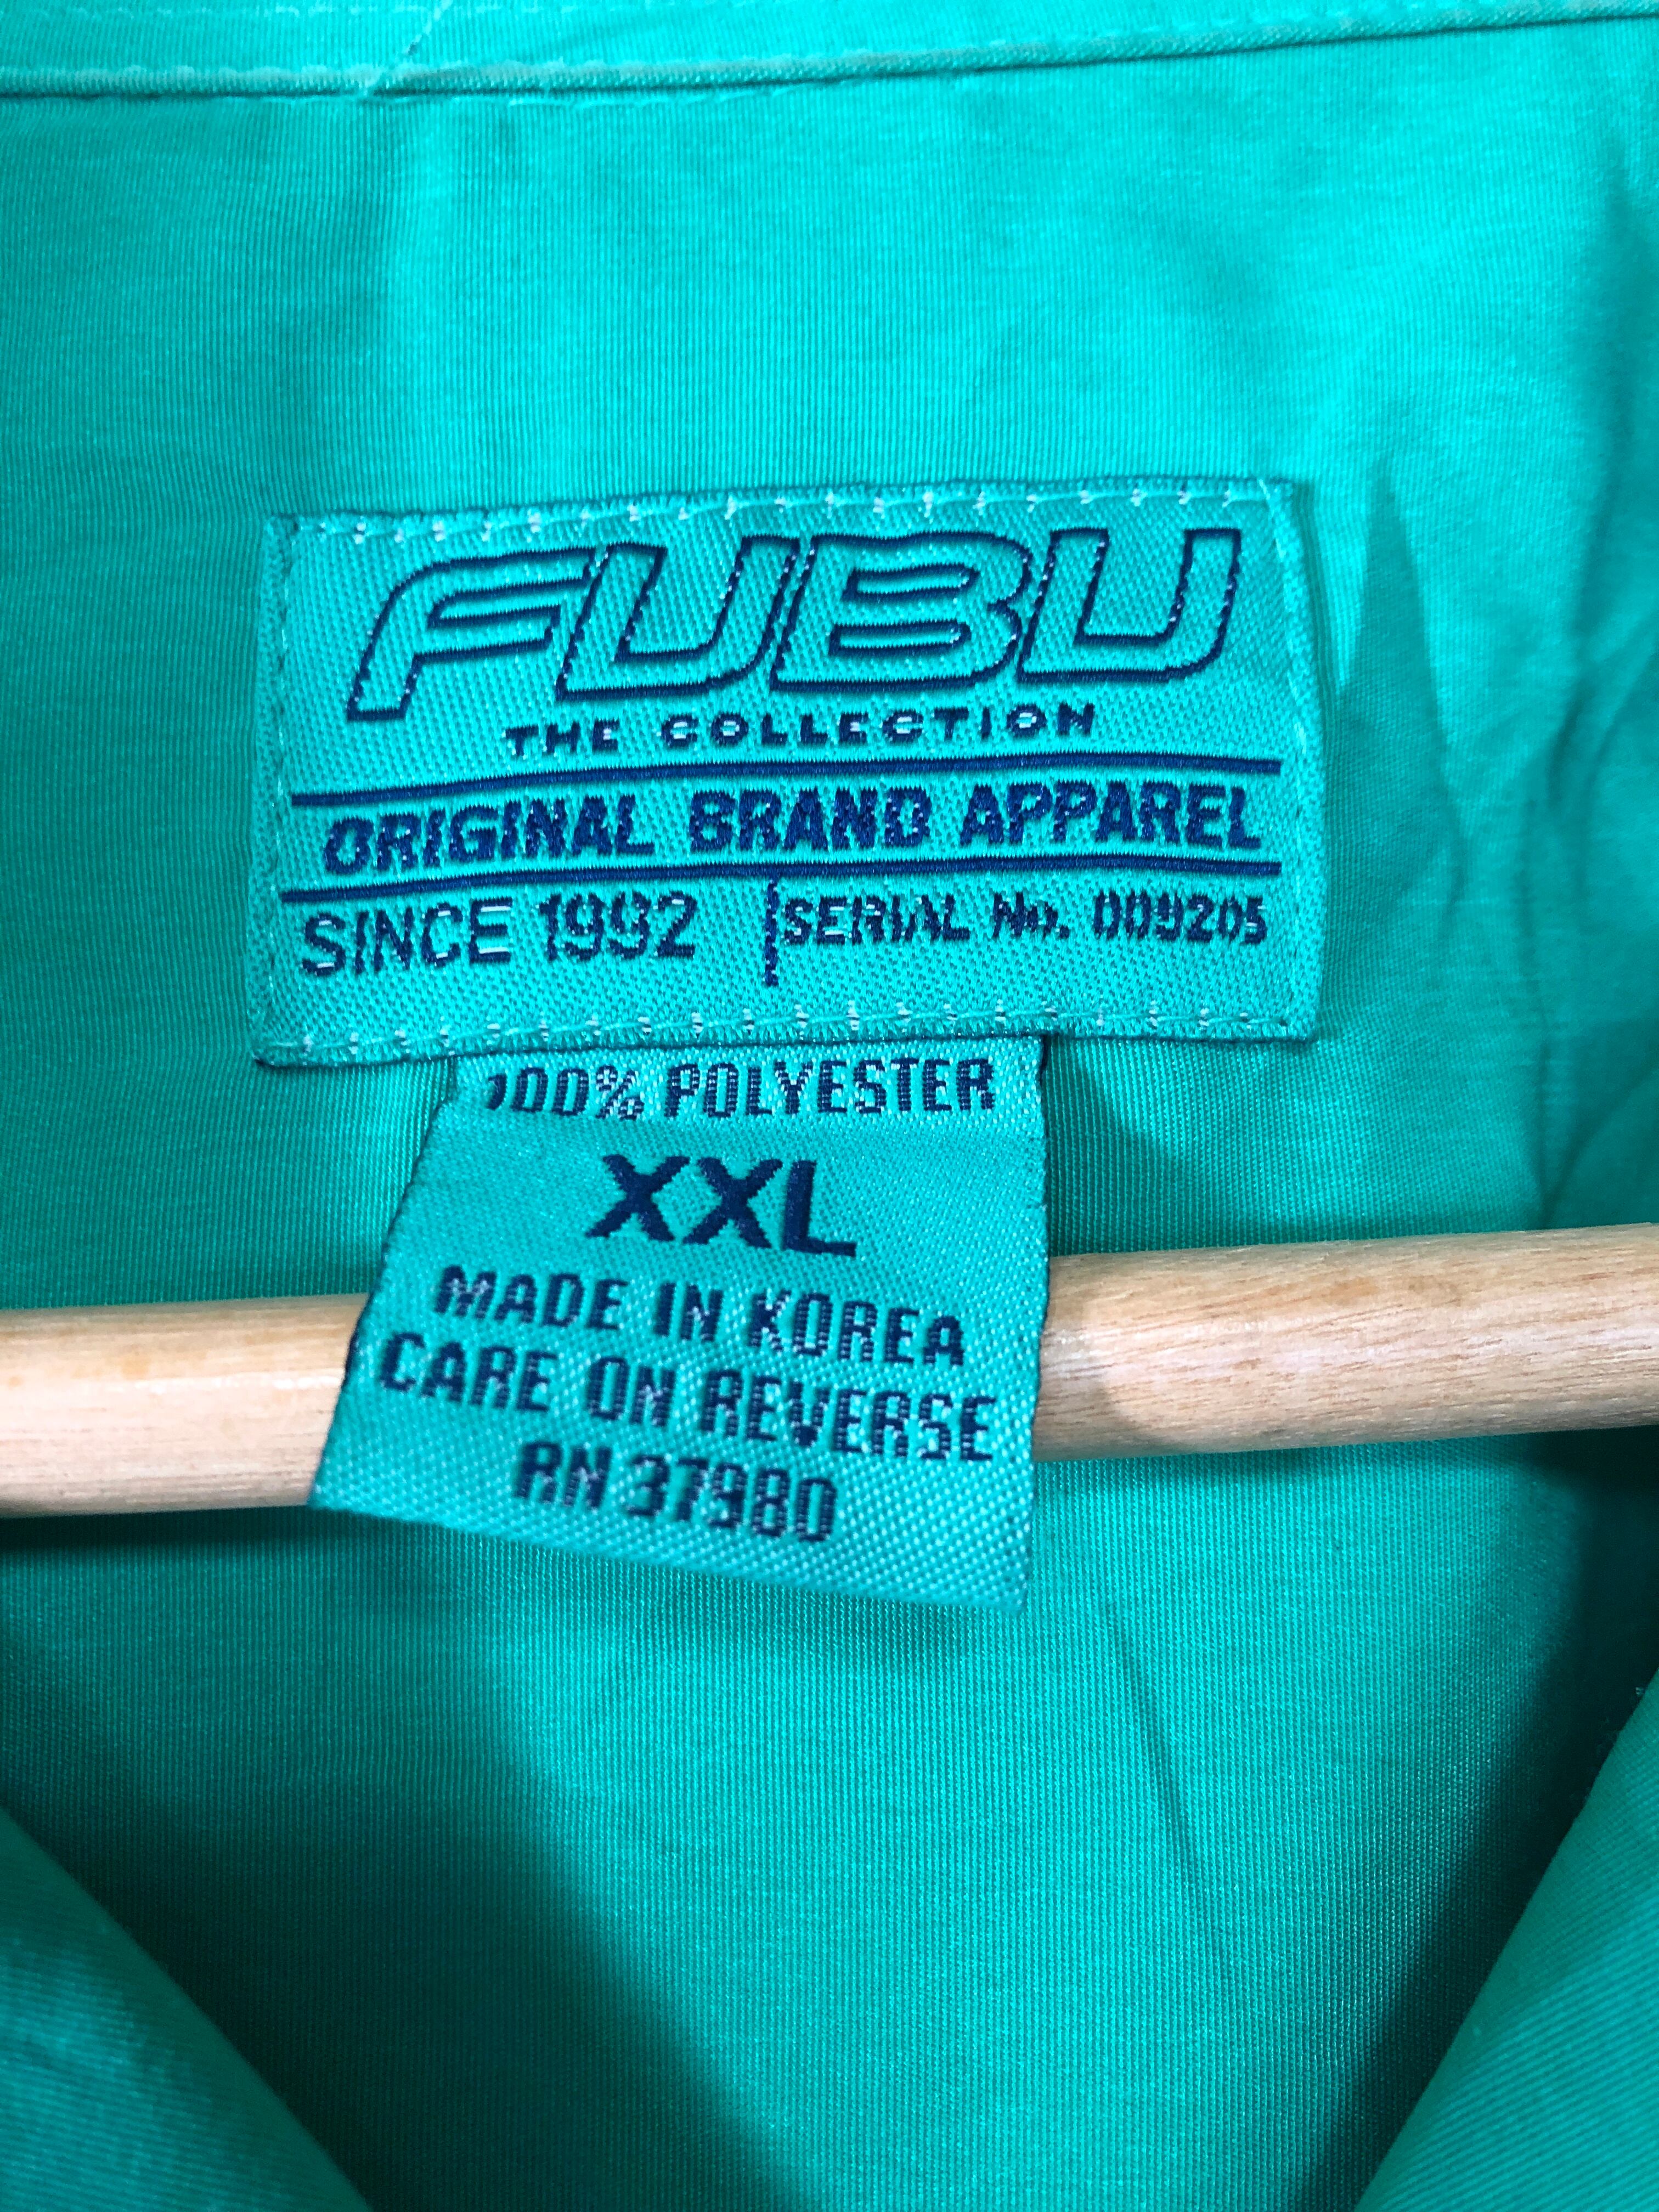 FUBU
THE COLLECTION
ORIGINAL BRAND APPAREL
SINCE 1992 SERIAL No. 009205
100% POLYESTER
XXL
MADE IN KOREA
CARE ON REVERSE
RN 37980